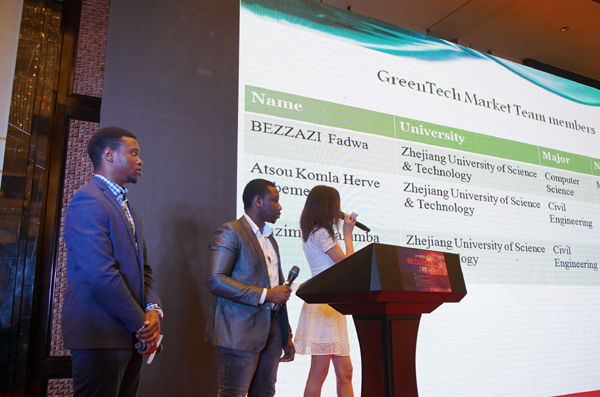 GreenTech Market Team members
Name University Major N
BEZZAZI Fadwa Zhejiang University of Science & Technology Computer Science
Atsou Komla Herve Zhejiang University of Science & Technology Civil Engineering
Zhejiang University of Science Civil Engineering